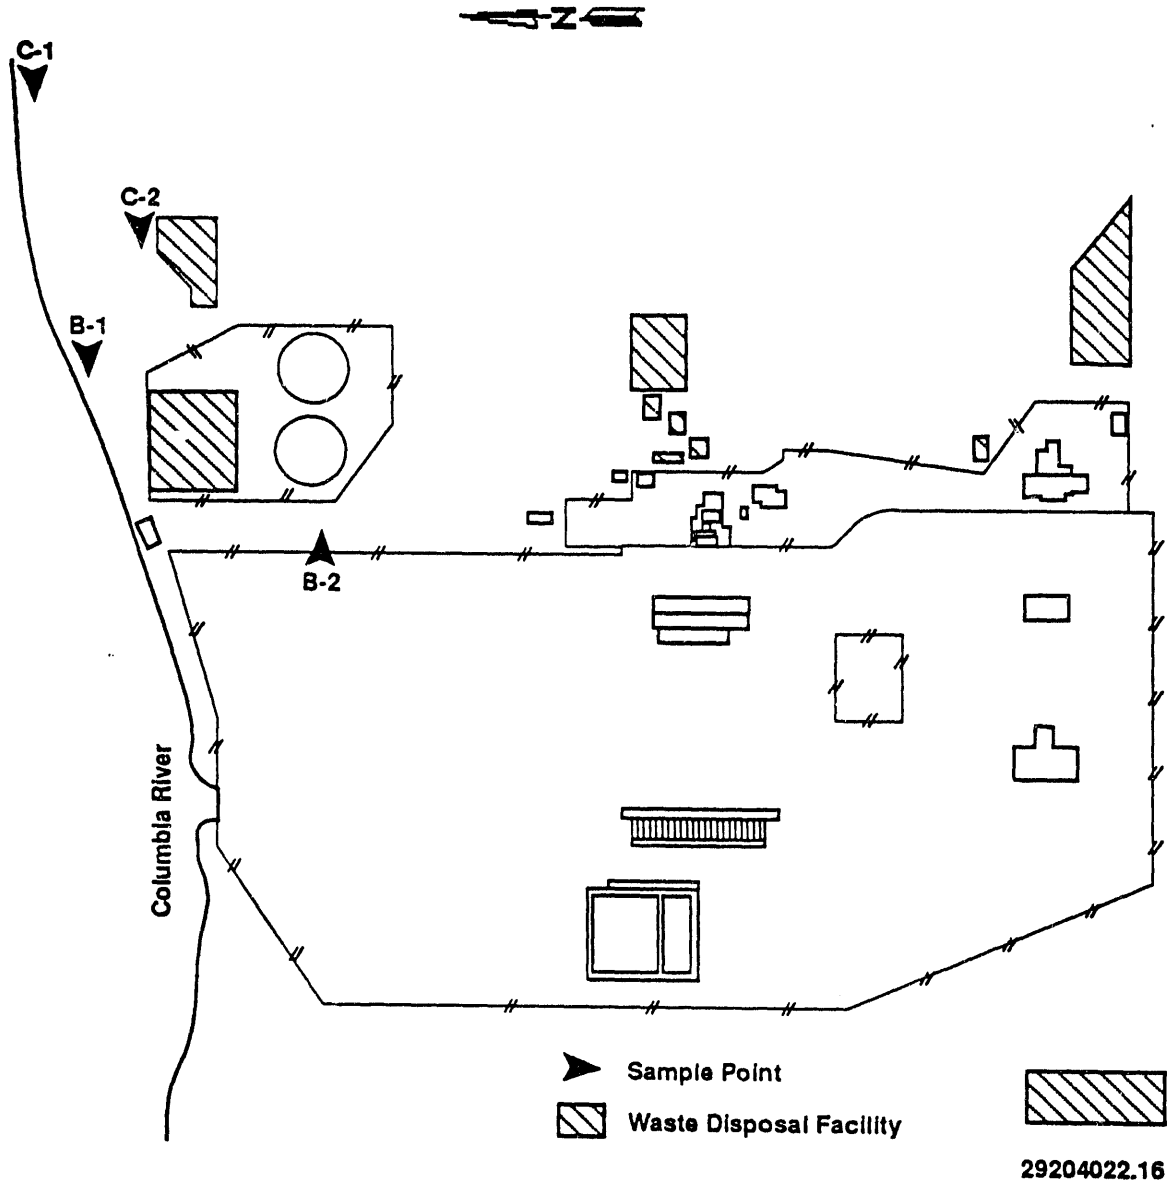 N
C-1
C-2
B-1
B-2
Columbia River
Sample Point
Waste Disposal Facility
29204022.16